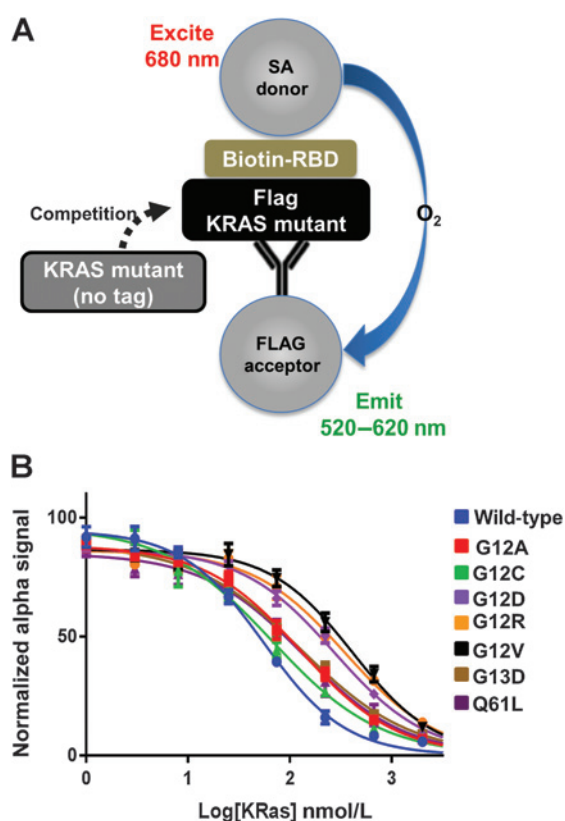 A
Excite
680 nm
SA
donor
Biotin-RBD
Flag
KRAS mutant
Competition
KRAS mutant
(no tag)
O2
FLAG
acceptor
Emit
520–620 nm
B
Normalized alpha signal
100
50
0
0
1
2
3
Log[KRas] nmol/L
Wild-type
G12A
G12C
G12D
G12R
G12V
G13D
Q61L